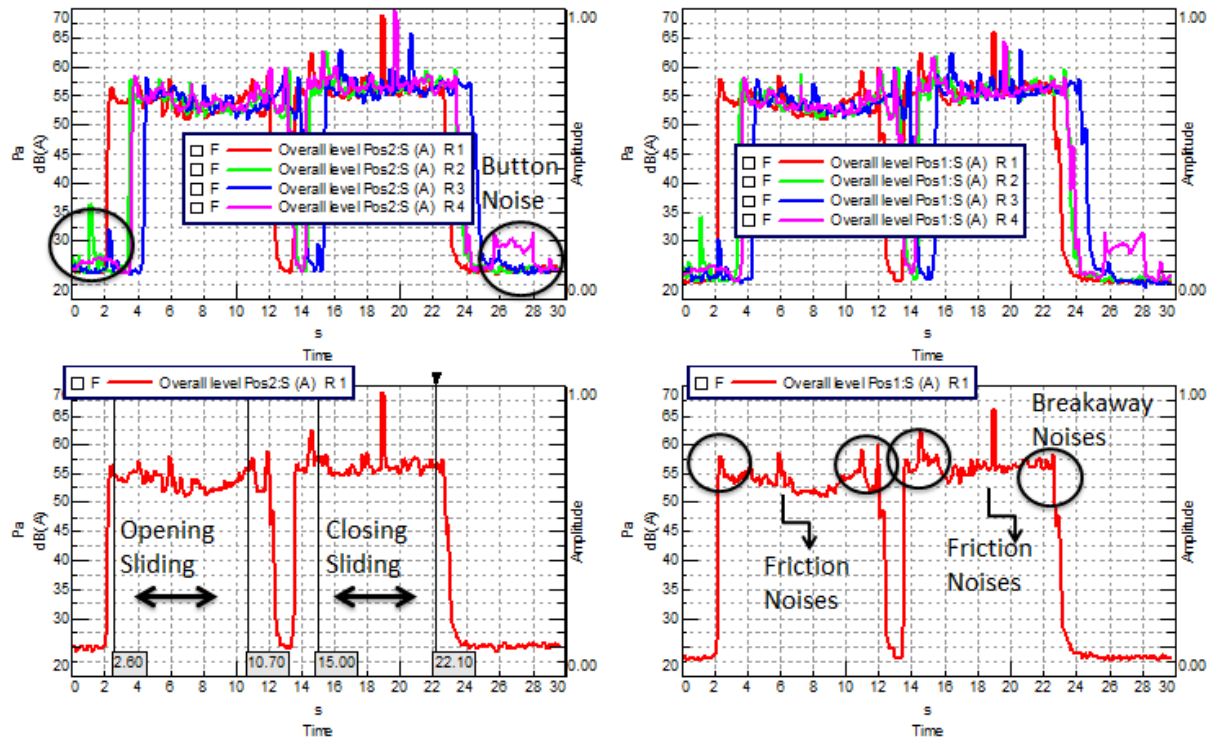 70
65
60
55
50
45
40
35
30
20
Pa
dB(A)
1.00
Amplitude
0.00
F Overall level Pos2:S (A) R1
F Overall level Pos2:S (A) R2
F Overall level Pos2:S (A) R3
F Overall level Pos2:S (A) R4
Button
Noise
0 2 4 6 8 10 12 14 16 18 20 22 24 26 28 30
s
Time
70
65
60
55
50
45
40
35
30
20
Pa
dB(A)
1.00
Amplitude
0.00
F Overall level Pos1:S (A) R1
F Overall level Pos1:S (A) R2
F Overall level Pos1:S (A) R3
F Overall level Pos1:S (A) R4
0 2 4 6 8 10 12 14 16 18 20 22 24 26 28 30
s
Time
F Overall level Pos2:S (A) R1
70
65
60
55
50
45
40
35
30
20
Pa
dB(A)
1.00
Amplitude
0.00
Opening
Sliding
Closing
Sliding
2.60 10.70 15.00 22.10
0 2 4 6 8 10 12 14 16 18 20 22 24 26 28 30
s
Time
F Overall level Pos1:S (A) R1
70
65
60
55
50
45
40
35
30
20
Pa
dB(A)
1.00
Amplitude
0.00
Breakaway
Noises
Friction
Noises
Friction
Noises
0 2 4 6 8 10 12 14 16 18 20 22 24 26 28 30
s
Time